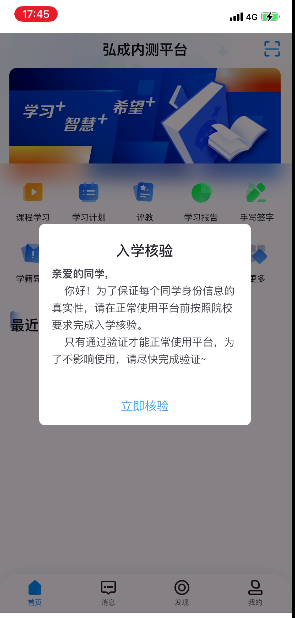 17:45
4G
弘成内测平台
学习+
智慧+
希望+
课程学习
学习计划
评教
学习报告
手写签字
学籍异
更多
最近
入学核验
亲爱的同学,
你好！为了保证每个同学身份信息的
真实性，请在正常使用平台前按照院校
要求完成入学核验。
只有通过验证才能正常使用平台，为
了不影响使用，请尽快完成验证~
立即核验
首页
消息
发现
我的